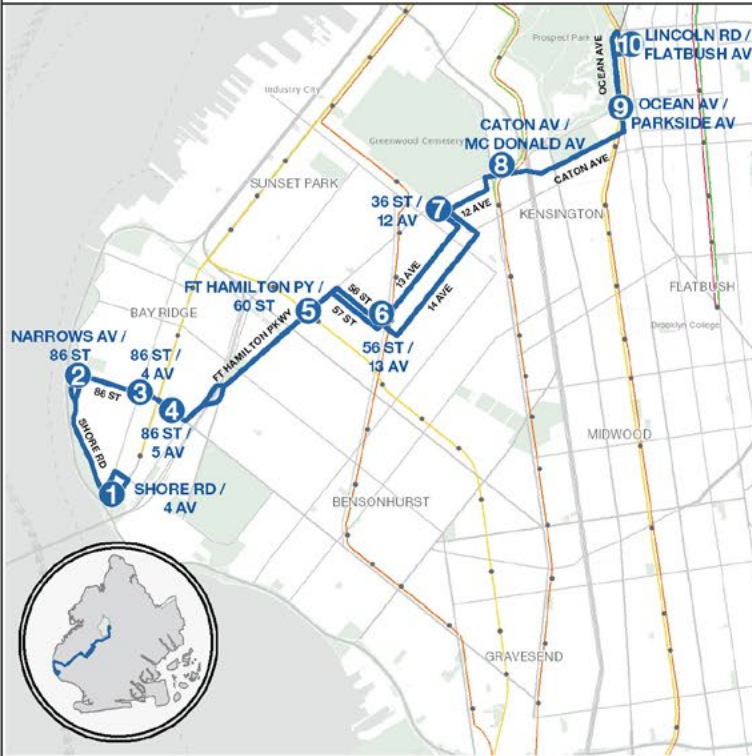 Prospect Park
OCEAN AVE
10
LINCOLN RD /
FLATBUSH AV
Industry City
9
OCEAN AV /
PARKSIDE AV
CATON AV /
MC DONALD AV
Greenwood Cemetery
8
CATON AVE
SUNSET PARK
36 ST /
12 AV
7
12 AVE
KENSINGTON
13 AVE
14 AVE
FT HAMILTON PY /
60 ST
5
56 ST
57 ST
6
56 ST /
13 AV
FLATBUSH
Brooklyn College
BAY RIDGE
FT HAMILTON PKWY
NARROWS AV /
86 ST
2
86 ST
86 ST /
4 AV
3
4
86 ST /
5 AV
SHORE RD
1
SHORE RD /
4 AV
MIDWOOD
BENSONHURST
GRAVESEND